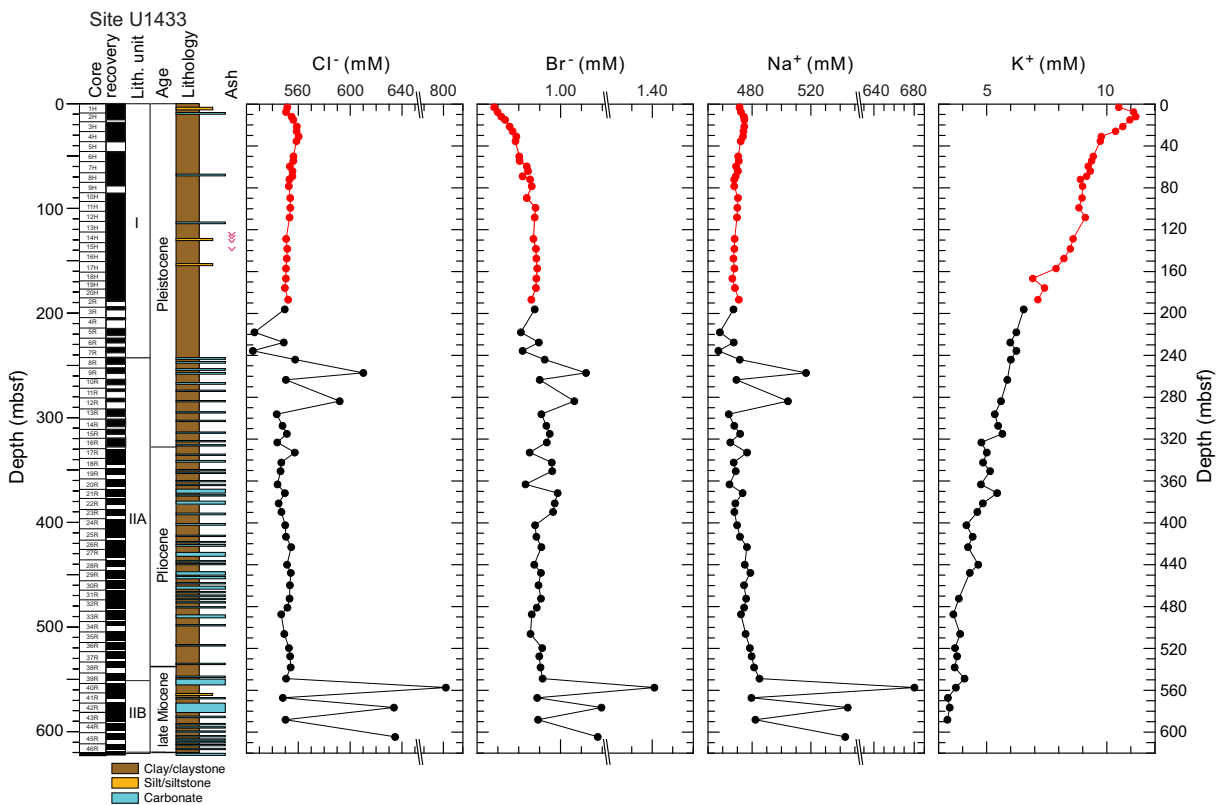 Site U1433
Core
recovery
Lith. unit
Age
Lithology
Ash
Cl⁻ (mM)
Br⁻ (mM)
Na⁺ (mM)
K⁺ (mM)
560 600 640 800
1.00 1.40
480 520 640 680
5 10
Depth (mbsf)
0
100
200
300
400
500
600
1H
2H
3H
4H
5H
6H
7H
8H
9H
10H
11H
12H
13H
14H
15H
16H
17H
18H
19H
20H
2R
3R
4R
5R
6R
7R
8R
9R
10R
11R
12R
13R
14R
15R
16R
17R
18R
19R
20R
21R
22R
23R
24R
25R
26R
27R
28R
29R
30R
31R
32R
33R
34R
35R
36R
37R
38R
39R
40R
41R
42R
43R
44R
45R
46R
I
IIA
IIB
Pleistocene
Pliocene
late Miocene
0
40
80
120
160
200
240
280
320
360
400
440
480
520
560
600
Depth (mbsf)
Clay/claystone
Silt/siltstone
Carbonate